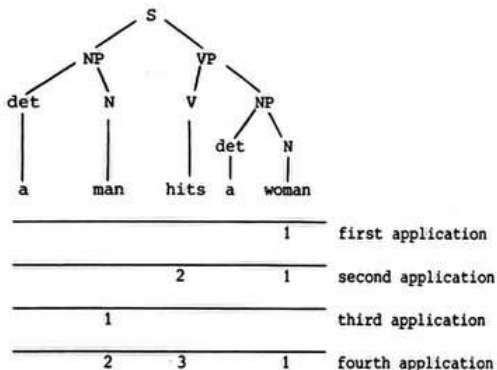 S
NP VP
det N V NP
det N
a man hits a woman
1 first application
2 1 second application
1 third application
2 3 1 fourth application